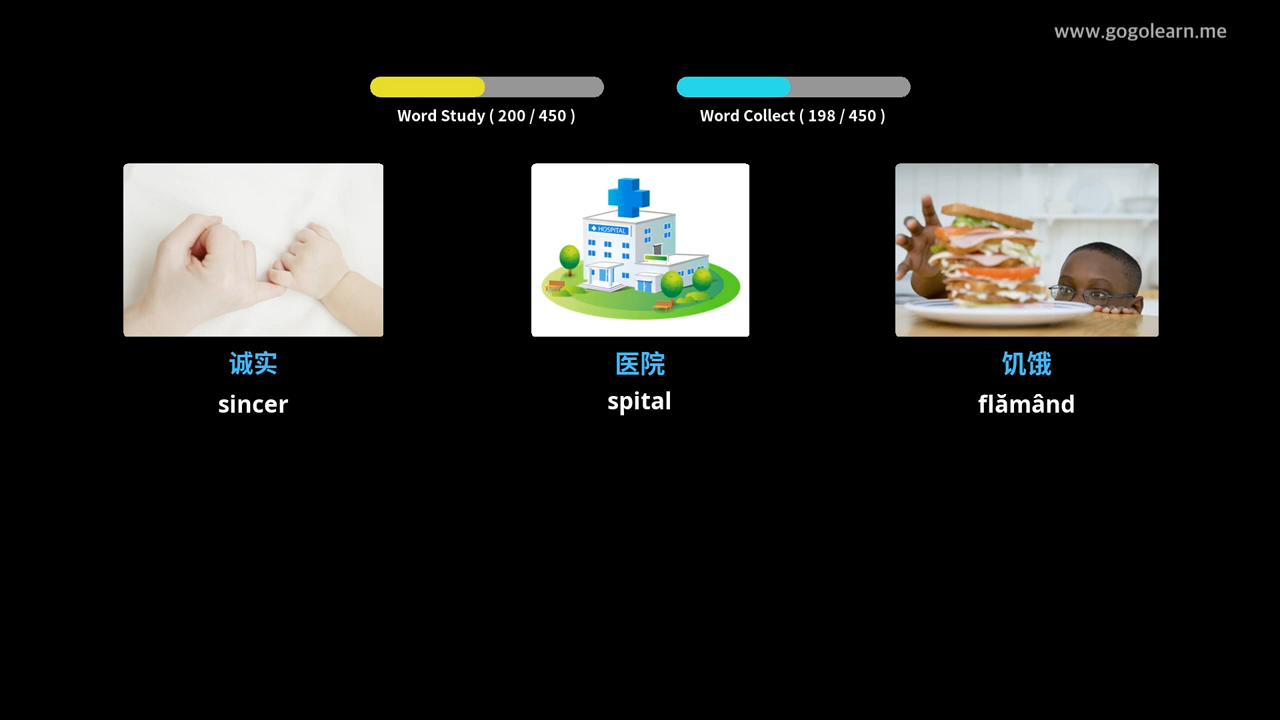 www.gogolearn.me
Word Study ( 200 / 450 )
Word Collect ( 198 / 450 )
HOSPITAL
诚实
医院
饥饿
sincer
spital
flămând